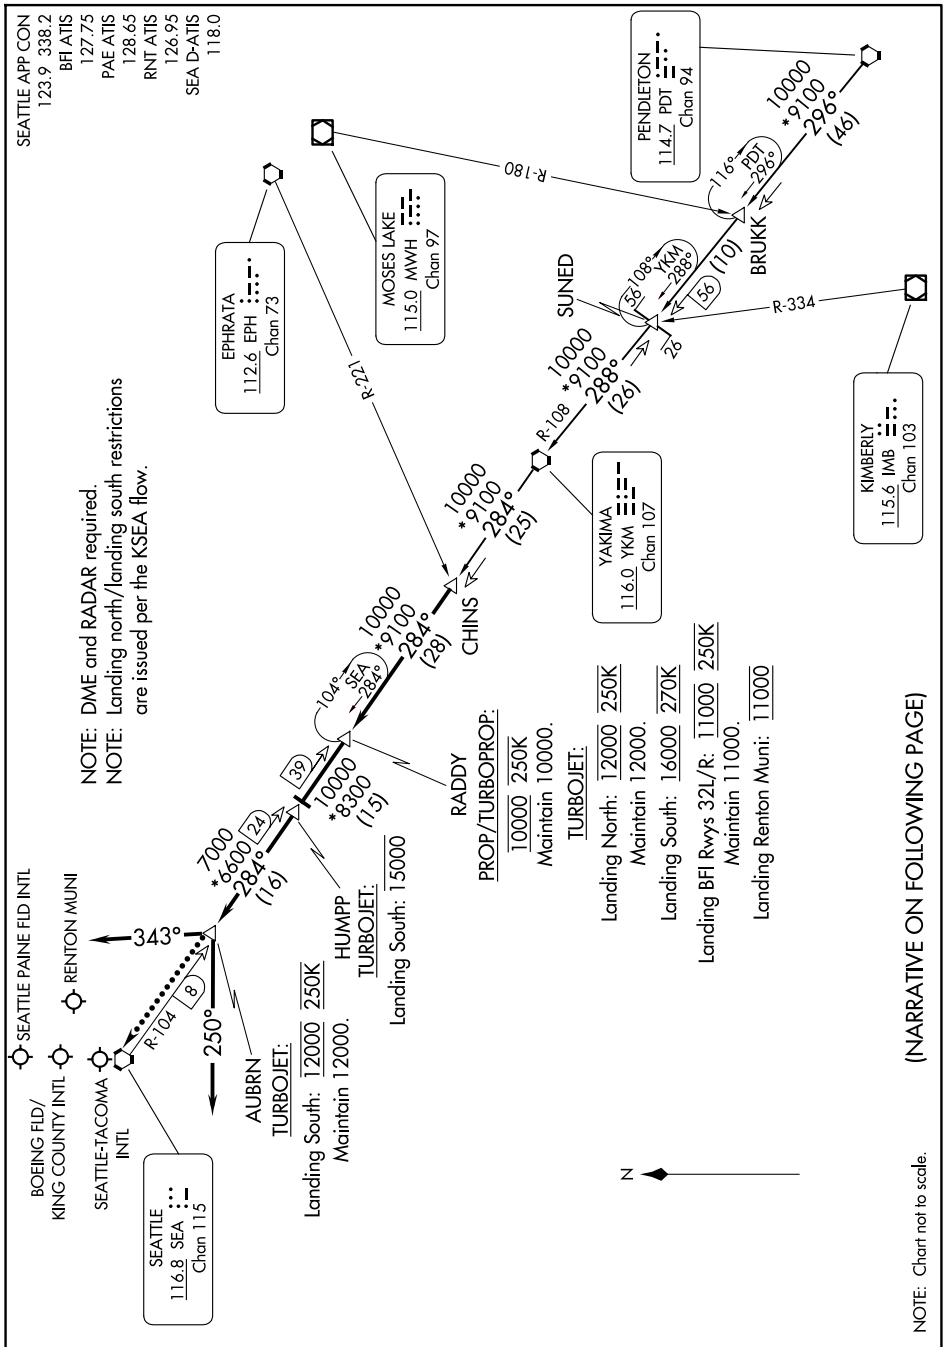 SEATTLE APP CON
123.9 338.2
BFI ATIS
127.75
PAE ATIS
128.65
RNT ATIS
126.95
SEA D-ATIS
118.0
NOTE: DME and RADAR required.
NOTE: Landing north/landing south restrictions
are issued per the KSEA flow.
SEATTLE PAINE FLD INTL
BOEING FLD/
KING COUNTY INTL
RENTON MUNI
SEATTLE-TACOMA
INTL
SEATTLE
116.8 SEA
Chan 115
R-104
8
343°
250°
AUBRN
TURBOJET:
Landing South: 12000 250K
Maintain 12000.
7000
*6600
284°
(16)
24
HUMPP
TURBOJET:
Landing South: 15000
39
10000
*8300
(15)
104°
SEA
284°
RADDY
PROP/TURBOPROP:
10000 250K
Maintain 10000.
TURBOJET:
Landing North: 12000 250K
Maintain 12000.
Landing South: 16000 270K
Landing BFI Rwys 32L/R: 11000 250K
Maintain 11000.
Landing Renton Muni: 11000
10000
*9100
284°
(28)
CHINS
EPHRATA
112.6 EPH
Chan 73
R-221
10000
*9100
284°
(25)
YAKIMA
116.0 YKM
Chan 107
R-108
10000
*9100
288°
(26)
MOSES LAKE
115.0 MWH
Chan 97
R-180
SUNED
56
108°
YKM
288°
26
56
(10)
R-334
KIMBERLY
115.6 IMB
Chan 103
BRUKK
116°
PDT
296°
10000
*9100
296°
(46)
PENDLETON
114.7 PDT
Chan 94
N
(NARRATIVE ON FOLLOWING PAGE)
NOTE: Chart not to scale.